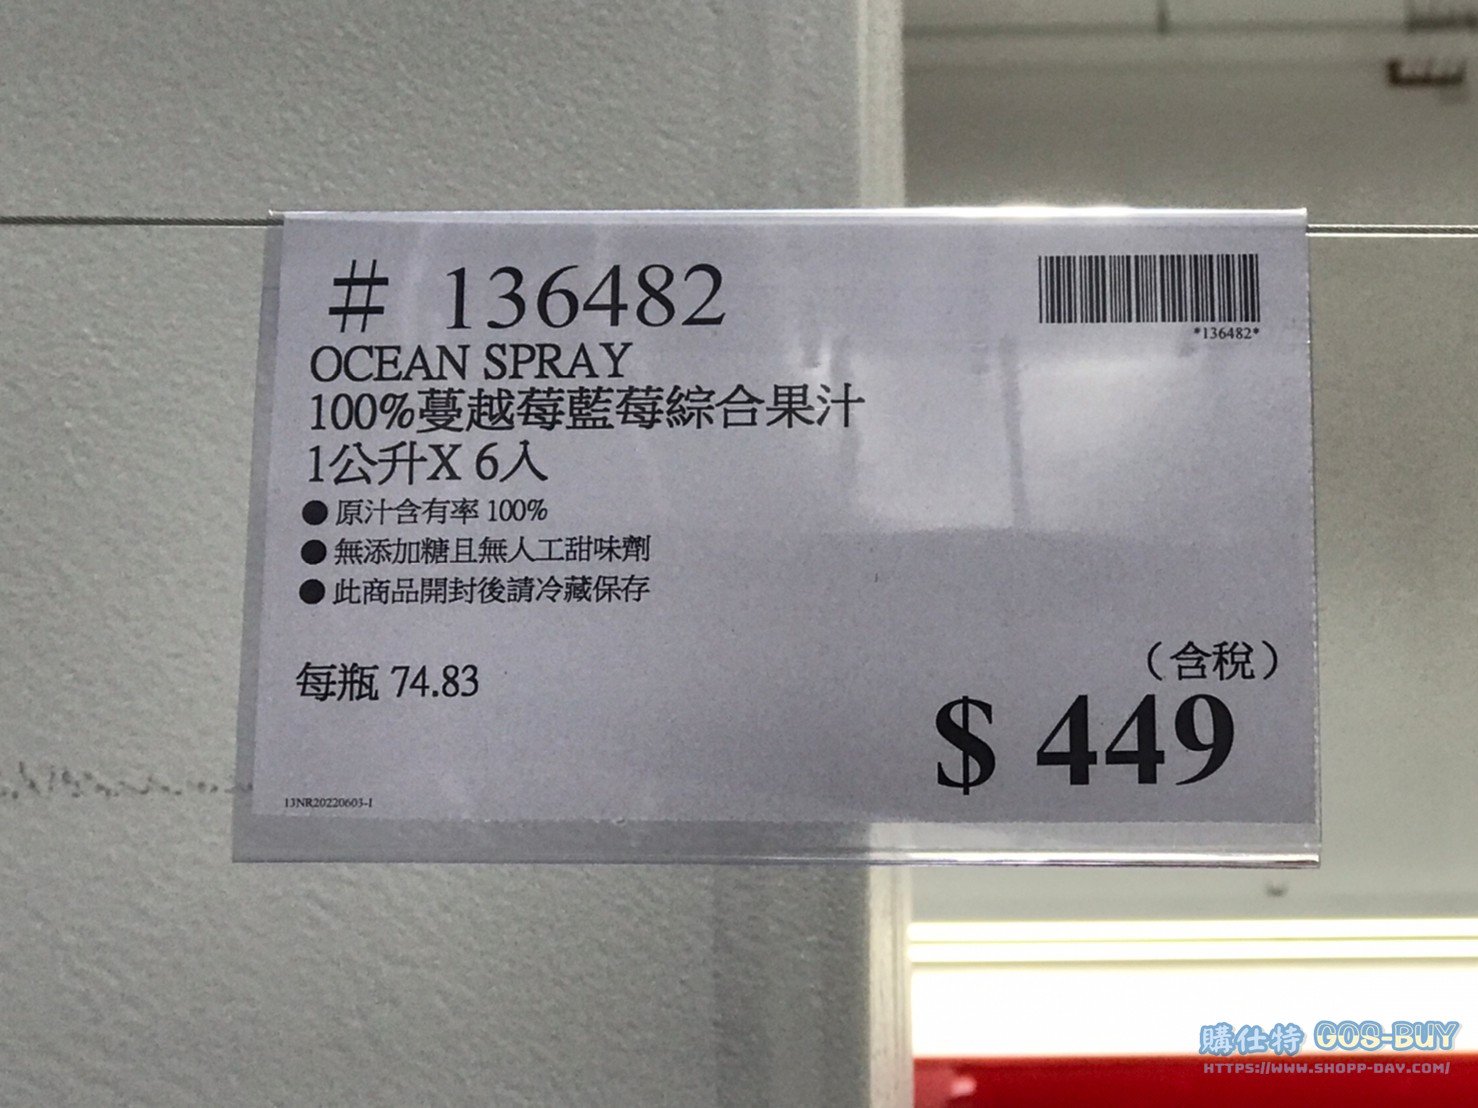 # 136482
*136482*
OCEAN SPRAY
100%蔓越莓藍莓綜合果汁
1公升X 6入
● 原汁含有率 100%
● 無添加糖且無人工甜味劑
● 此商品開封後請冷藏保存
每瓶 74.83
（含稅）
$ 449
13NR20220603-1
購仕特 GOS-BUY
HTTPS://WWW.SHOPP-DAY.COM/